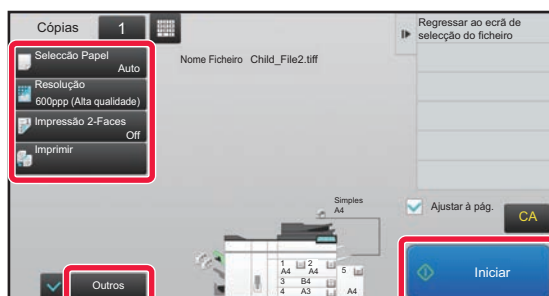 Cópias
1
Regressar ao ecrã de
selecção do ficheiro
Seleccão Papel
Auto
Nome Ficheiro Child_File2.tiff
Resolução
600ppp (Alta qualidade)
Impressão 2-Faces
Off
Imprimir
Simples
A4
Ajustar à pág.
CA
1 2
A4 A4
5
3 B4
4 A3
A4
Outros
Iniciar